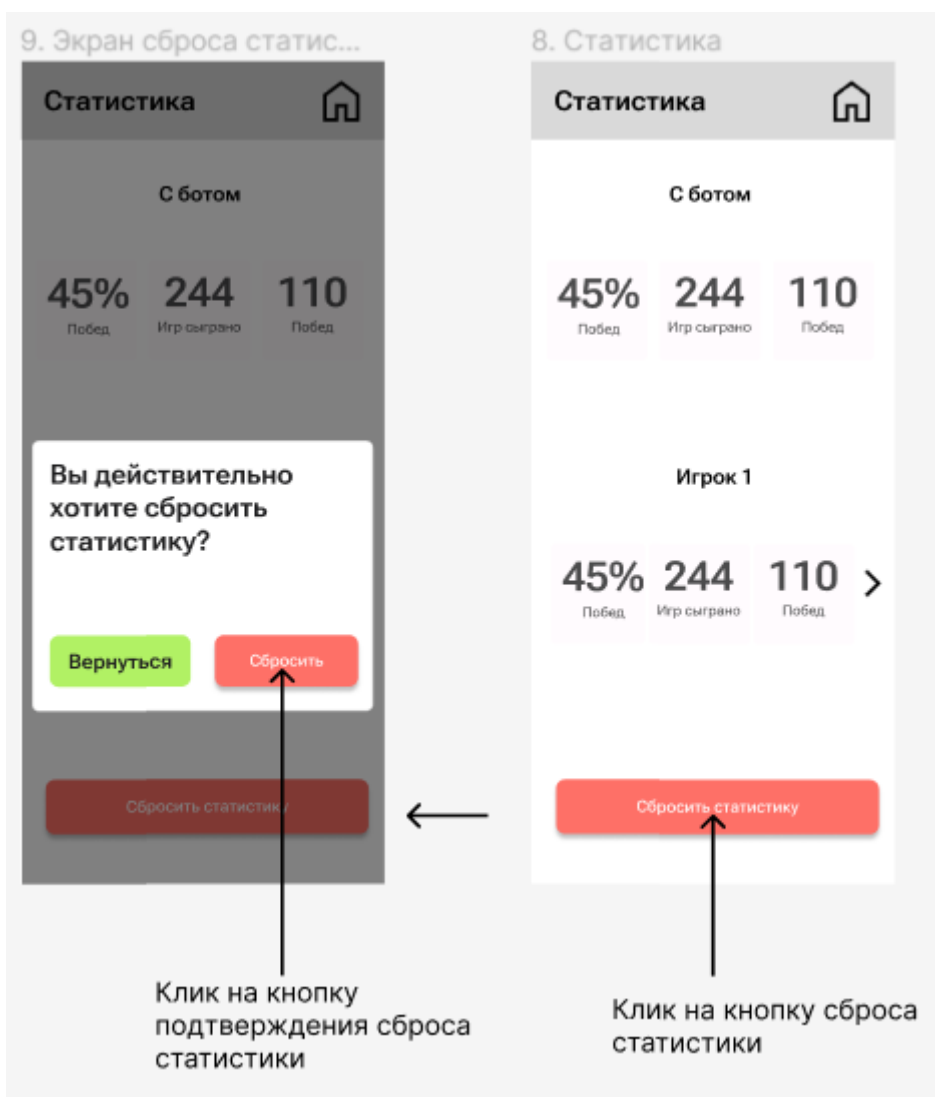 9. Экран сброса статис...
Статистика
С ботом
45%
Побед
244
Игр сыграно
110
Побед
Вы действительно
хотите сбросить
статистику?
Вернуться
Сбросить
Сбросить статистику
Клик на кнопку
подтверждения сброса
статистики
8. Статистика
Статистика
С ботом
45%
Побед
244
Игр сыграно
110
Побед
Игрок 1
45%
Побед
244
Игр сыграно
110
Побед
Сбросить статистику
Клик на кнопку сброса
статистики